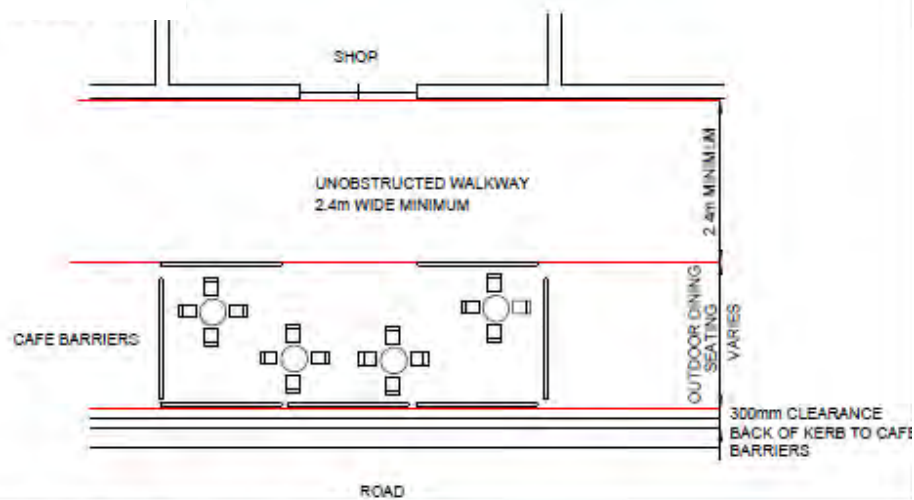 SHOP
UNOBSTRUCTED WALKWAY
2.4m WIDE MINIMUM
2.4m MINIMUM
CAFE BARRIERS
OUTDOOR DINING
SEATING
VARIES
300mm CLEARANCE
BACK OF KERB TO CAFE
BARRIERS
ROAD